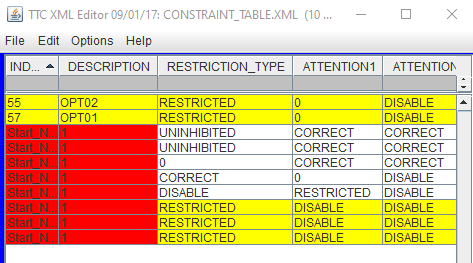 TTC XML Editor 09/01/17: CONSTRAINT_TABLE.XML (10
File Edit Options Help
IND... DESCRIPTION RESTRICTION_TYPE ATTENTION1 ATTENTION
55 OPT02 RESTRICTED 0 DISABLE
57 OPT01 RESTRICTED 0 DISABLE
Start_N... 1 UNINHIBITED CORRECT CORRECT
Start_N... 1 UNINHIBITED CORRECT CORRECT
Start_N... 1 0 CORRECT CORRECT
Start_N... 1 CORRECT 0 DISABLE
Start_N... 1 DISABLE RESTRICTED DISABLE
Start_N... 1 RESTRICTED DISABLE DISABLE
Start_N... 1 RESTRICTED DISABLE DISABLE
Start_N... 1 RESTRICTED DISABLE DISABLE